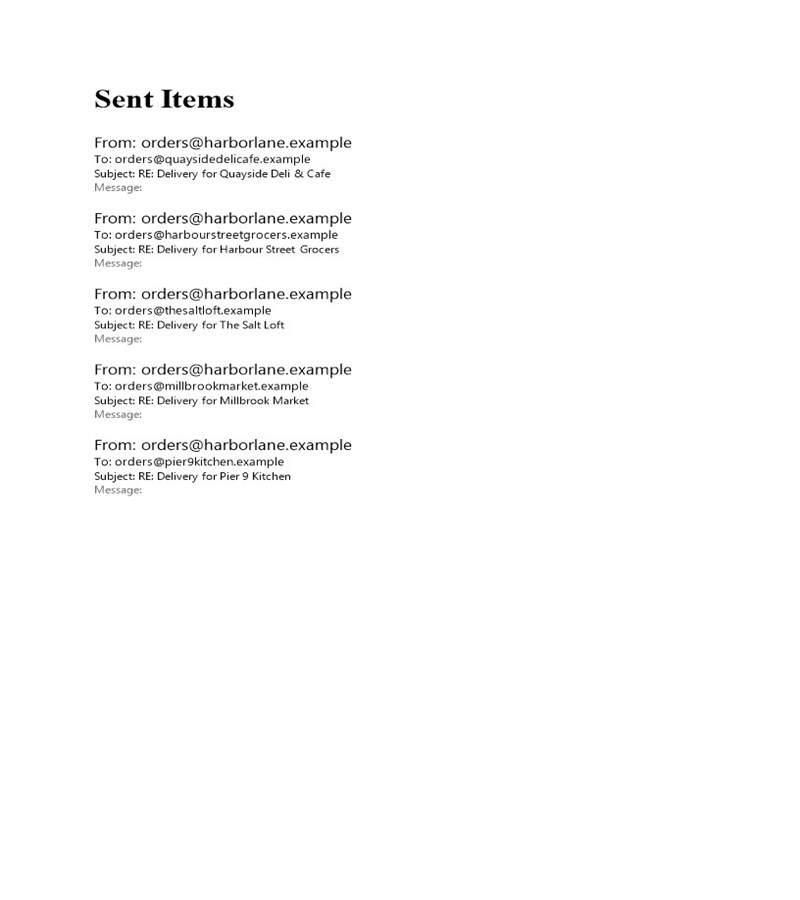 Sent Items
From: orders@harborlane.example
To: orders@quaysidedelicafe.example
Subject: RE: Delivery for Quayside Deli & Cafe
Message:
From: orders@harborlane.example
To: orders@harbourstreetgrocers.example
Subject: RE: Delivery for Harbour Street Grocers
Message:
From: orders@harborlane.example
To: orders@thesaltloft.example
Subject: RE: Delivery for The Salt Loft
Message:
From: orders@harborlane.example
To: orders@millbrookmarket.example
Subject: RE: Delivery for Millbrook Market
Message:
From: orders@harborlane.example
To: orders@pier9kitchen.example
Subject: RE: Delivery for Pier 9 Kitchen
Message: